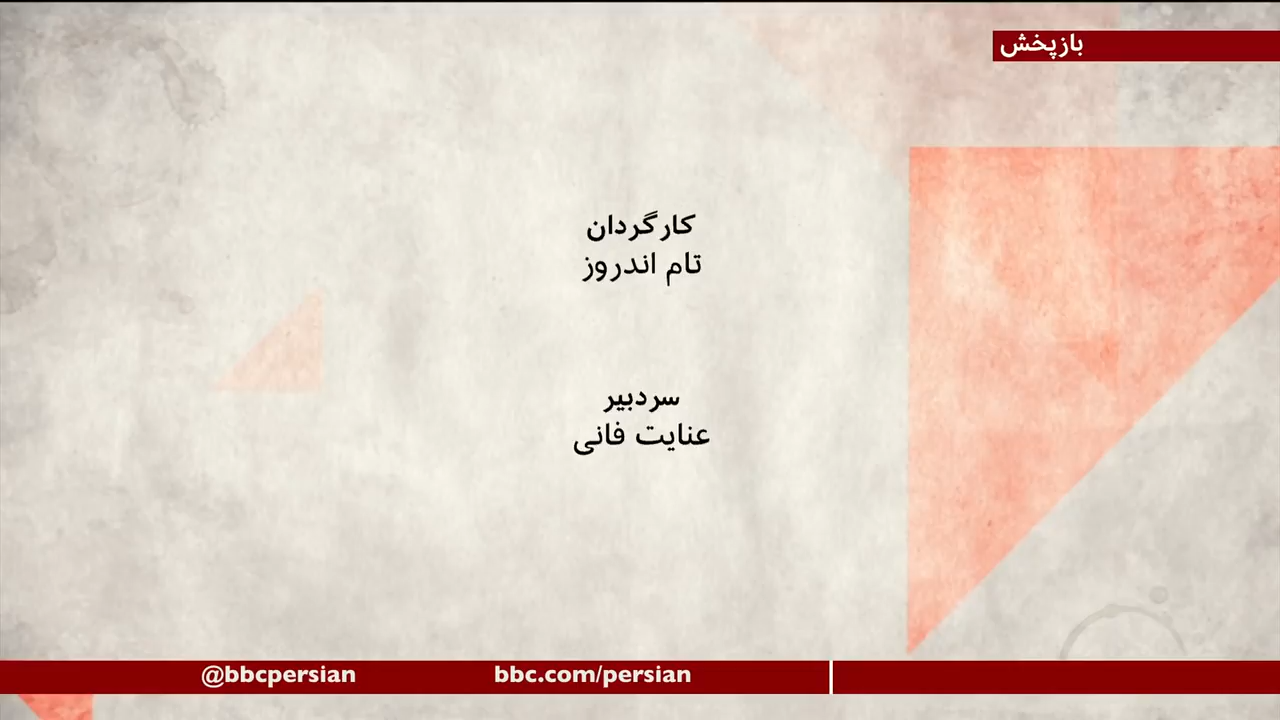 بازپخش
کارگردان
تام اندروز
سردبیر
عنایت فانی
@bbcpersian
bbc.com/persian